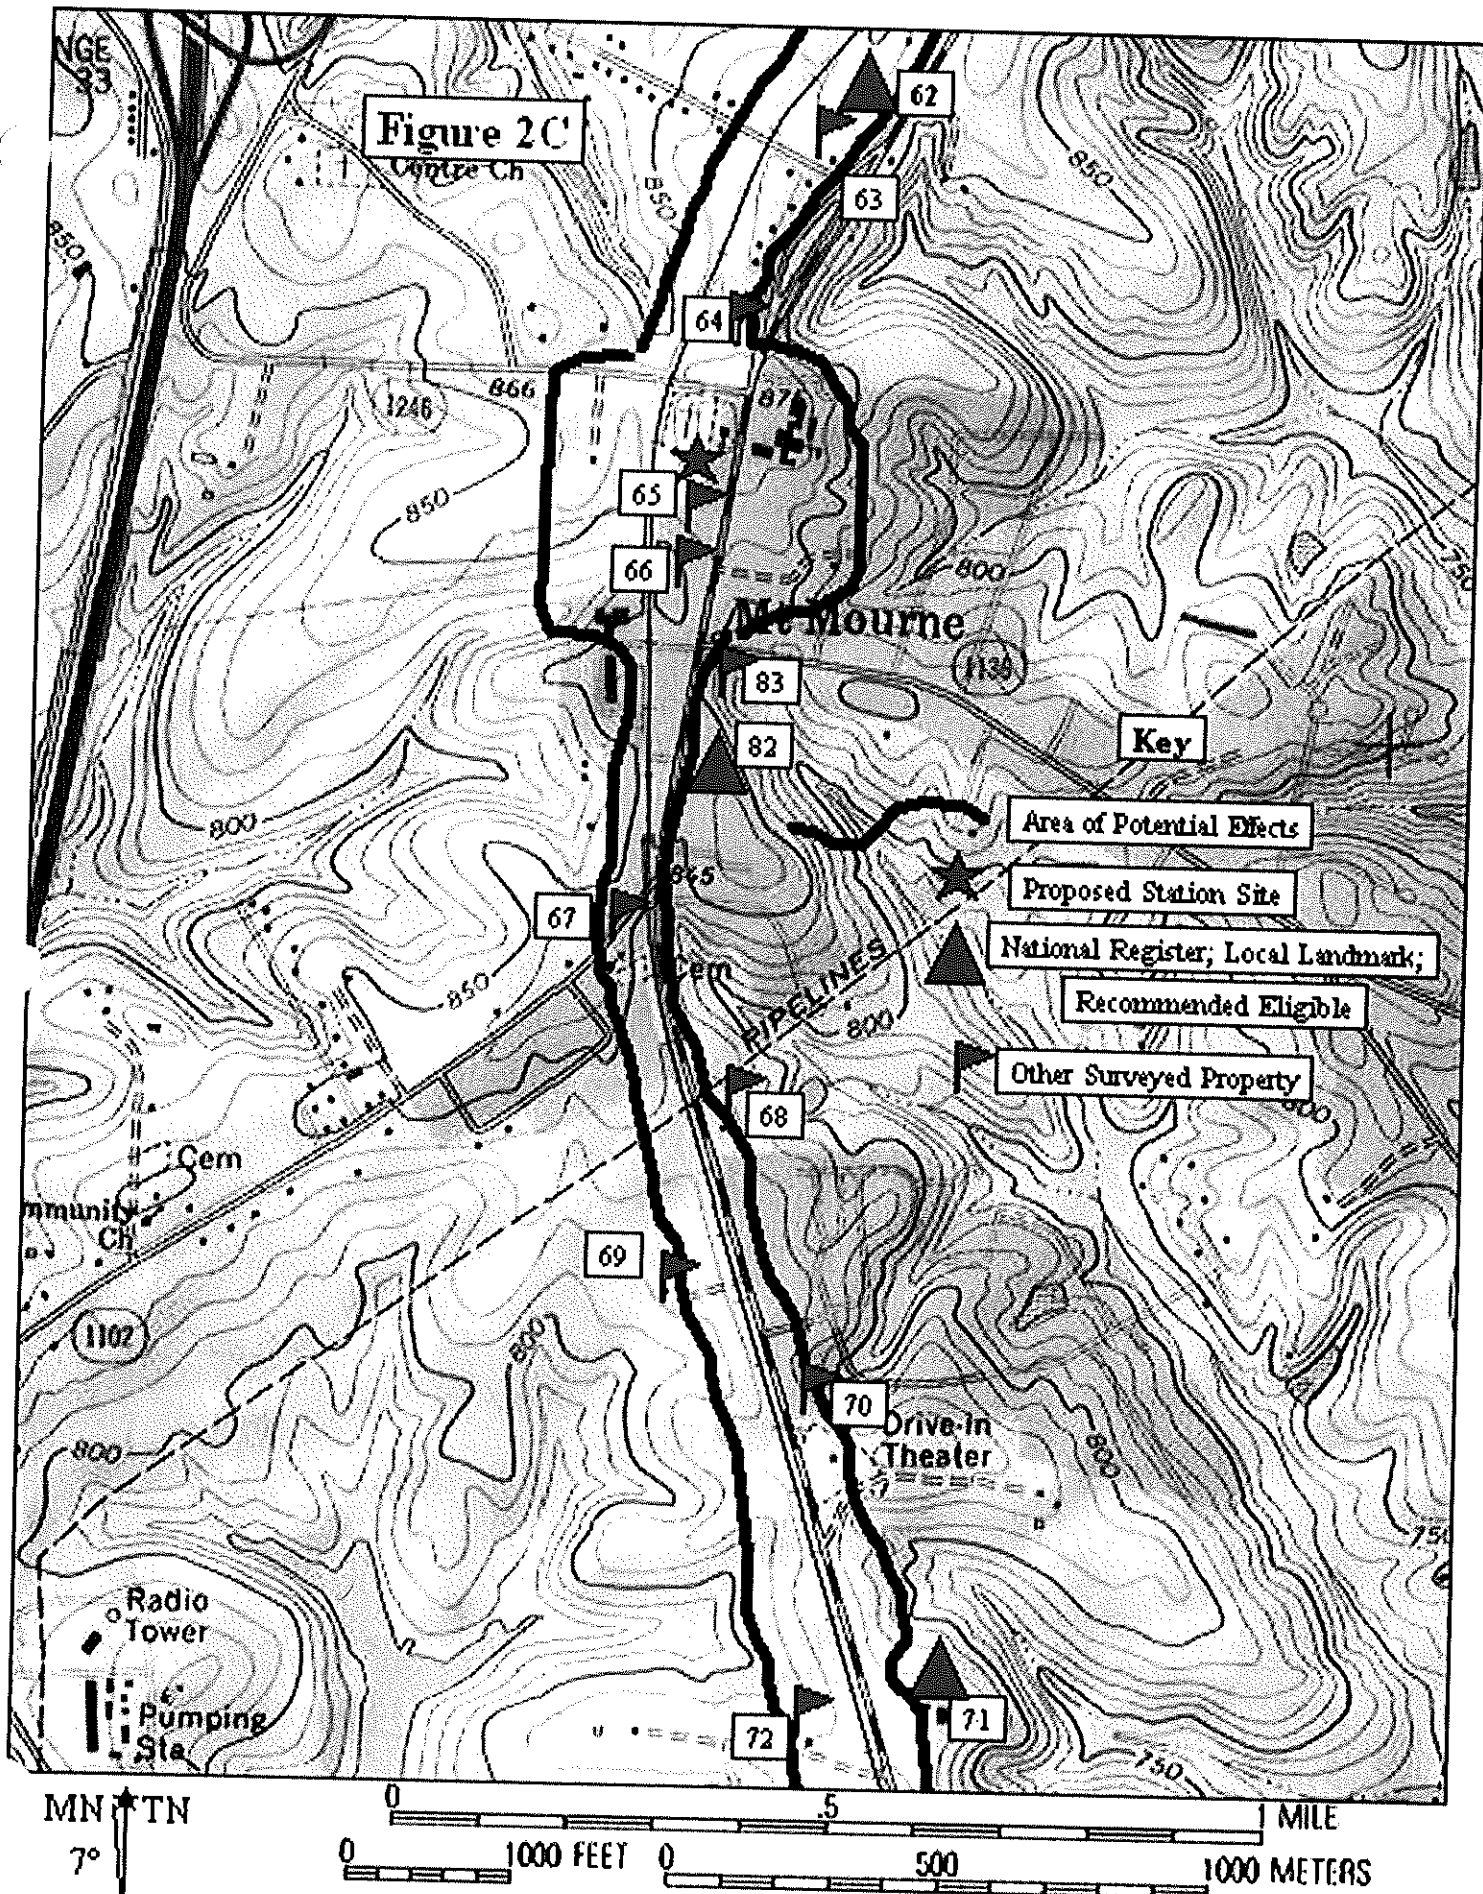 NGE
33
62
Figure 2C
Centre Ch
850
850
63
850
64
866
87
1246
65
850
66
800
750
Mt Mourne
1139
83
82
Key
800
Area of Potential Effects
845
Proposed Station Site
67
National Register; Local Landmark;
Cem
850
PIPELINES
Recommended Eligible
800
Other Surveyed Property
800
68
Cem
mmunity
Ch
69
1102
800
70
Drive-In
Theater
800
800
750
Radio
Tower
71
Pumping
Sta
72
750
MN TN
7°
0 .5 1 MILE
0 1000 FEET 0 500 1000 METERS